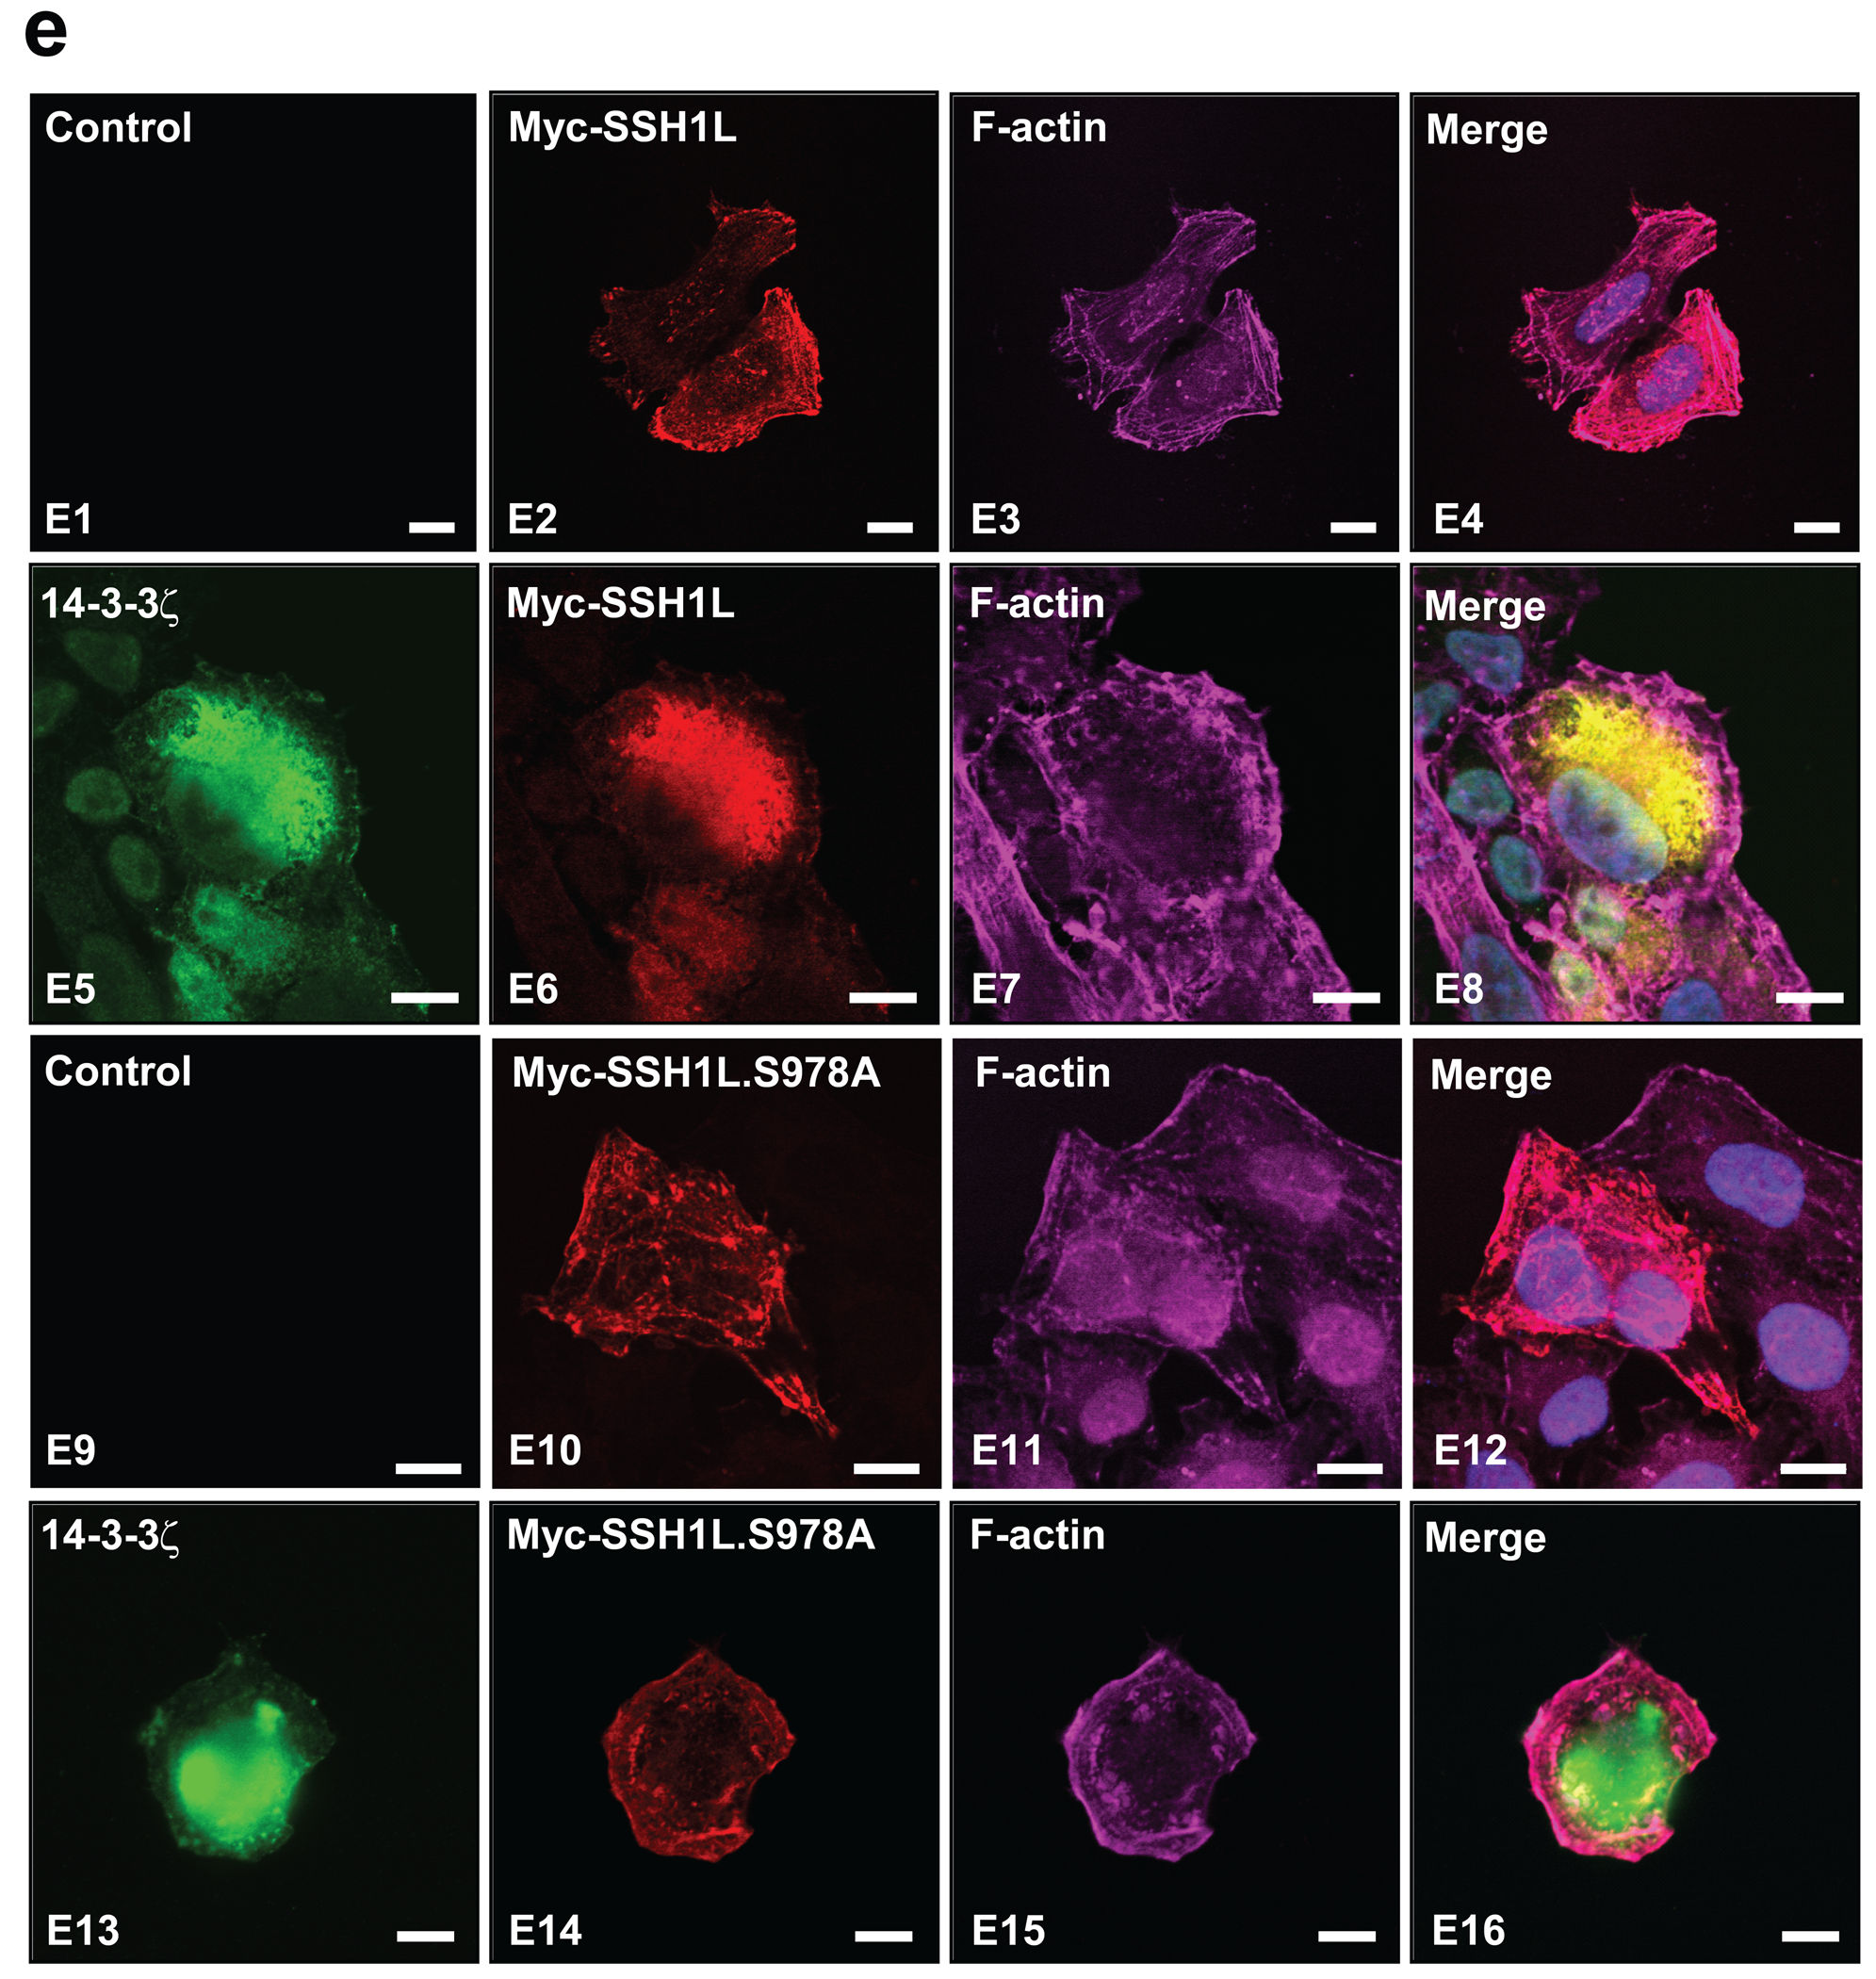 e
Control Myc-SSH1L F-actin Merge
E1 E2 E3 E4
14-3-3ζ Myc-SSH1L F-actin Merge
E5 E6 E7 E8
Control Myc-SSH1L.S978A F-actin Merge
E9 E10 E11 E12
14-3-3ζ Myc-SSH1L.S978A F-actin Merge
E13 E14 E15 E16